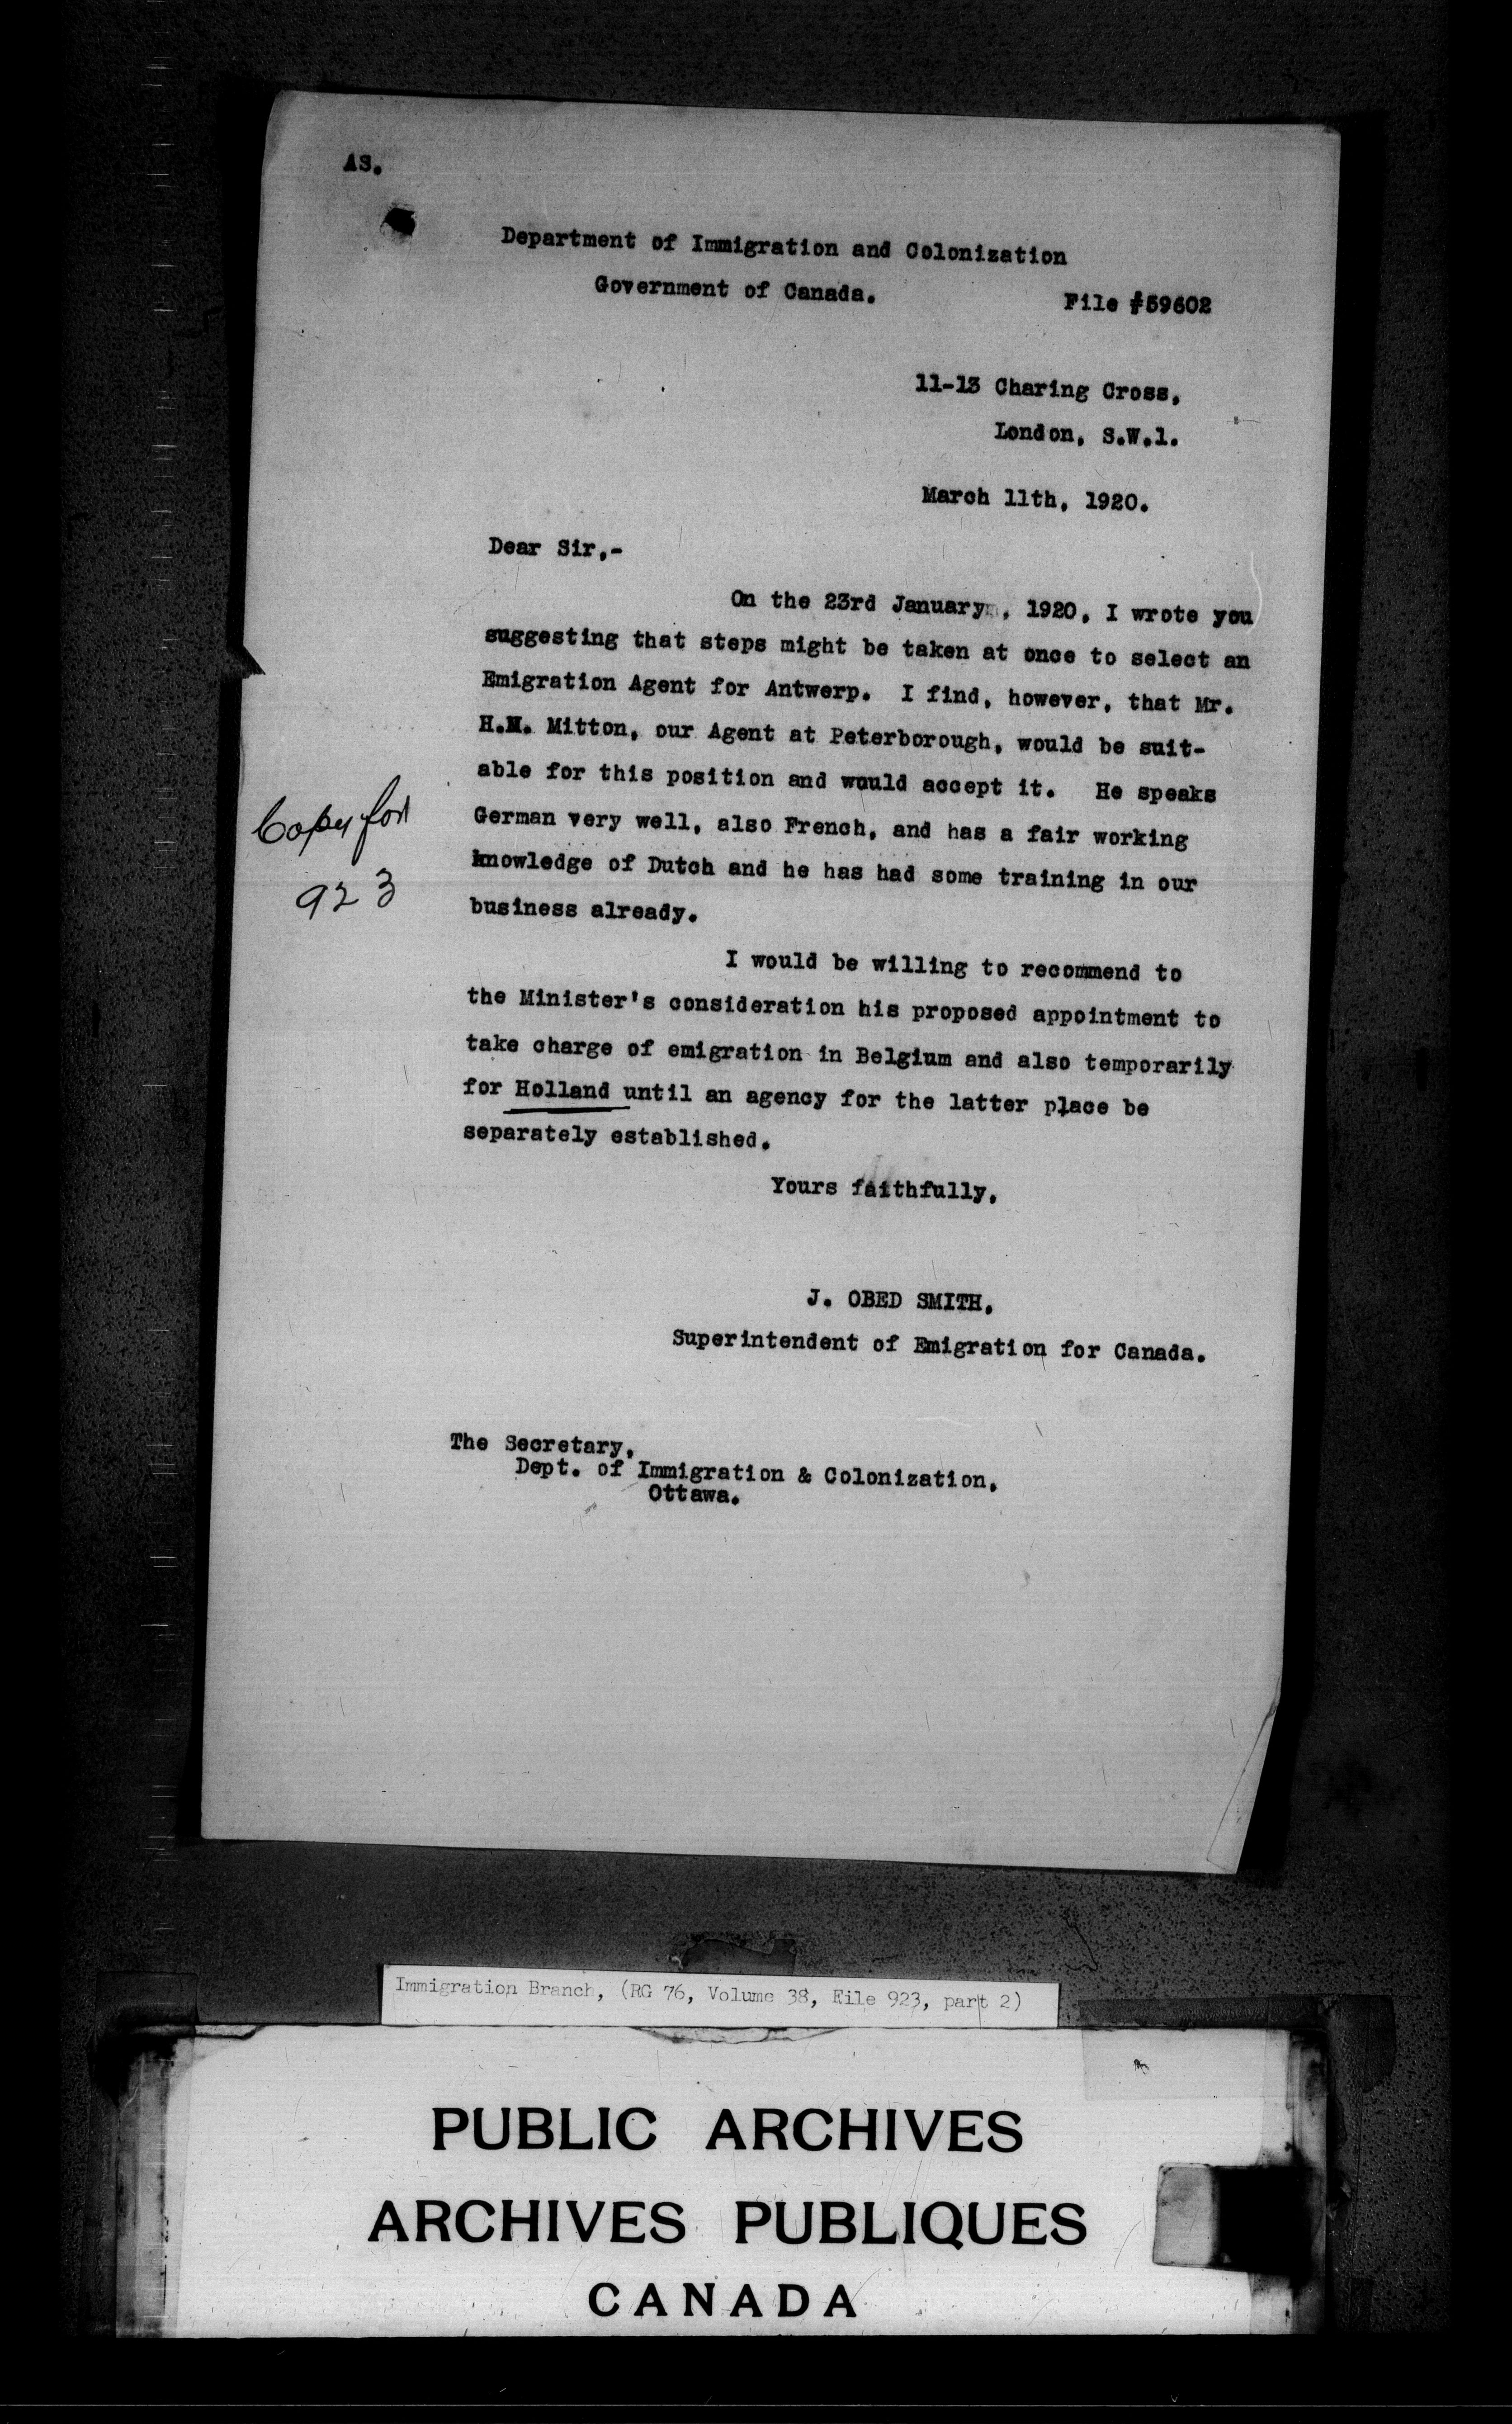 AS.
Department of Immigration and Colonization
Government of Canada.
File #59602
11-13 Charing Cross,
London, S.W.1.
March 11th, 1920.
Dear Sir,-
On the 23rd January, 1920, I wrote you
suggesting that steps might be taken at once to select an
Emigration Agent for Antwerp. I find, however, that Mr.
H.M. Mitton, our Agent at Peterborough, would be suit-
able for this position and would accept it. He speaks
German very well, also French, and has a fair working
knowledge of Dutch and he has had some training in our
business already.
Copy for
923
I would be willing to recommend to
the Minister's consideration his proposed appointment to
take charge of emigration in Belgium and also temporarily
for Holland until an agency for the latter place be
separately established.
Yours faithfully,
J. OBED SMITH,
Superintendent of Emigration for Canada.
The Secretary,
Dept. of Immigration & Colonization,
Ottawa.
Immigration Branch, (RG 76, Volume 38, File 923, part 2)
PUBLIC ARCHIVES
ARCHIVES PUBLIQUES
CANADA